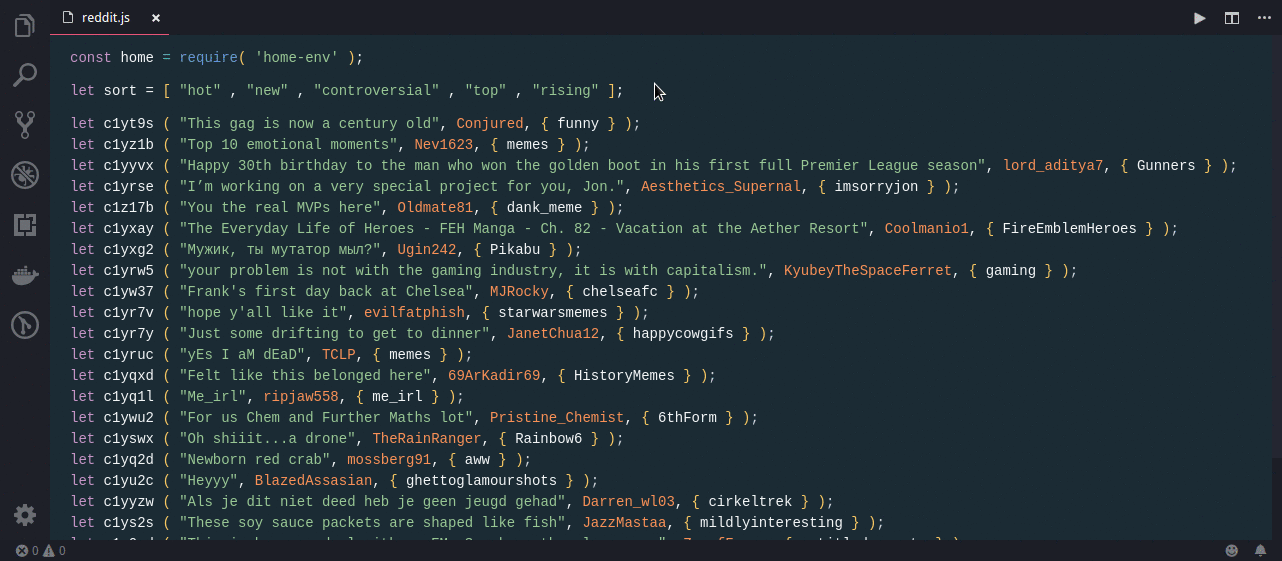 reddit.js ×
const home = require( 'home-env' );
let sort = [ "hot" , "new" , "controversial" , "top" , "rising" ];
let c1yt9s ( "This gag is now a century old", Conjured, { funny } );
let c1yz1b ( "Top 10 emotional moments", Nev1623, { memes } );
let c1yyvx ( "Happy 30th birthday to the man who won the golden boot in his first full Premier League season", lord_aditya7, { Gunners } );
let c1yrse ( "I’m working on a very special project for you, Jon.", Aesthetics_Supernal, { imsorryjon } );
let c1z17b ( "You the real MVPs here", Oldmate81, { dank_meme } );
let c1yxay ( "The Everyday Life of Heroes - FEH Manga - Ch. 82 - Vacation at the Aether Resort", Coolmanio1, { FireEmblemHeroes } );
let c1yxg2 ( "Мужик, ты мутатор мыл?", Ugin242, { Pikabu } );
let c1yrw5 ( "your problem is not with the gaming industry, it is with capitalism.", KyubeyTheSpaceFerret, { gaming } );
let c1yw37 ( "Frank's first day back at Chelsea", MJRocky, { chelseafc } );
let c1yr7v ( "hope y'all like it", evilfatphish, { starwarsmemes } );
let c1yr7y ( "Just some drifting to get to dinner", JanetChua12, { happycowgifs } );
let c1yruc ( "yEs I aM dEaD", TCLP, { memes } );
let c1yqxd ( "Felt like this belonged here", 69ArKadir69, { HistoryMemes } );
let c1yq1l ( "Me_irl", ripjaw558, { me_irl } );
let c1ywu2 ( "For us Chem and Further Maths lot", Pristine_Chemist, { 6thForm } );
let c1yswx ( "Oh shiiit...a drone", TheRainRanger, { Rainbow6 } );
let c1yq2d ( "Newborn red crab", mossberg91, { aww } );
let c1yu2c ( "Heyyy", BlazedAssasian, { ghettoglamourshots } );
let c1yyzw ( "Als je dit niet deed heb je geen jeugd gehad", Darren_wl03, { cirkeltrek } );
let c1ys2s ( "These soy sauce packets are shaped like fish", JazzMastaa, { mildlyinteresting } );
0 0